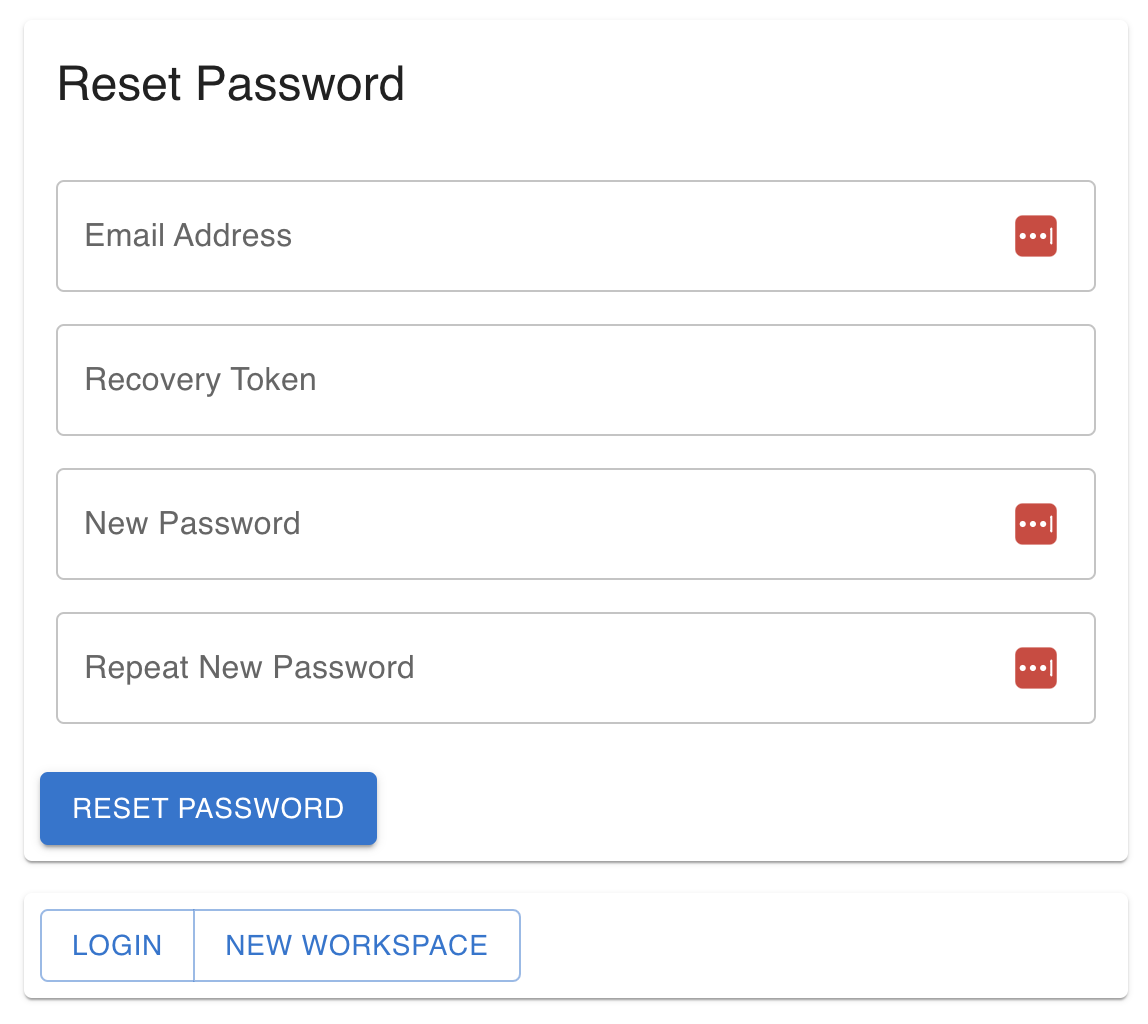 Reset Password
Email Address
Recovery Token
New Password
Repeat New Password
RESET PASSWORD
LOGIN
NEW WORKSPACE